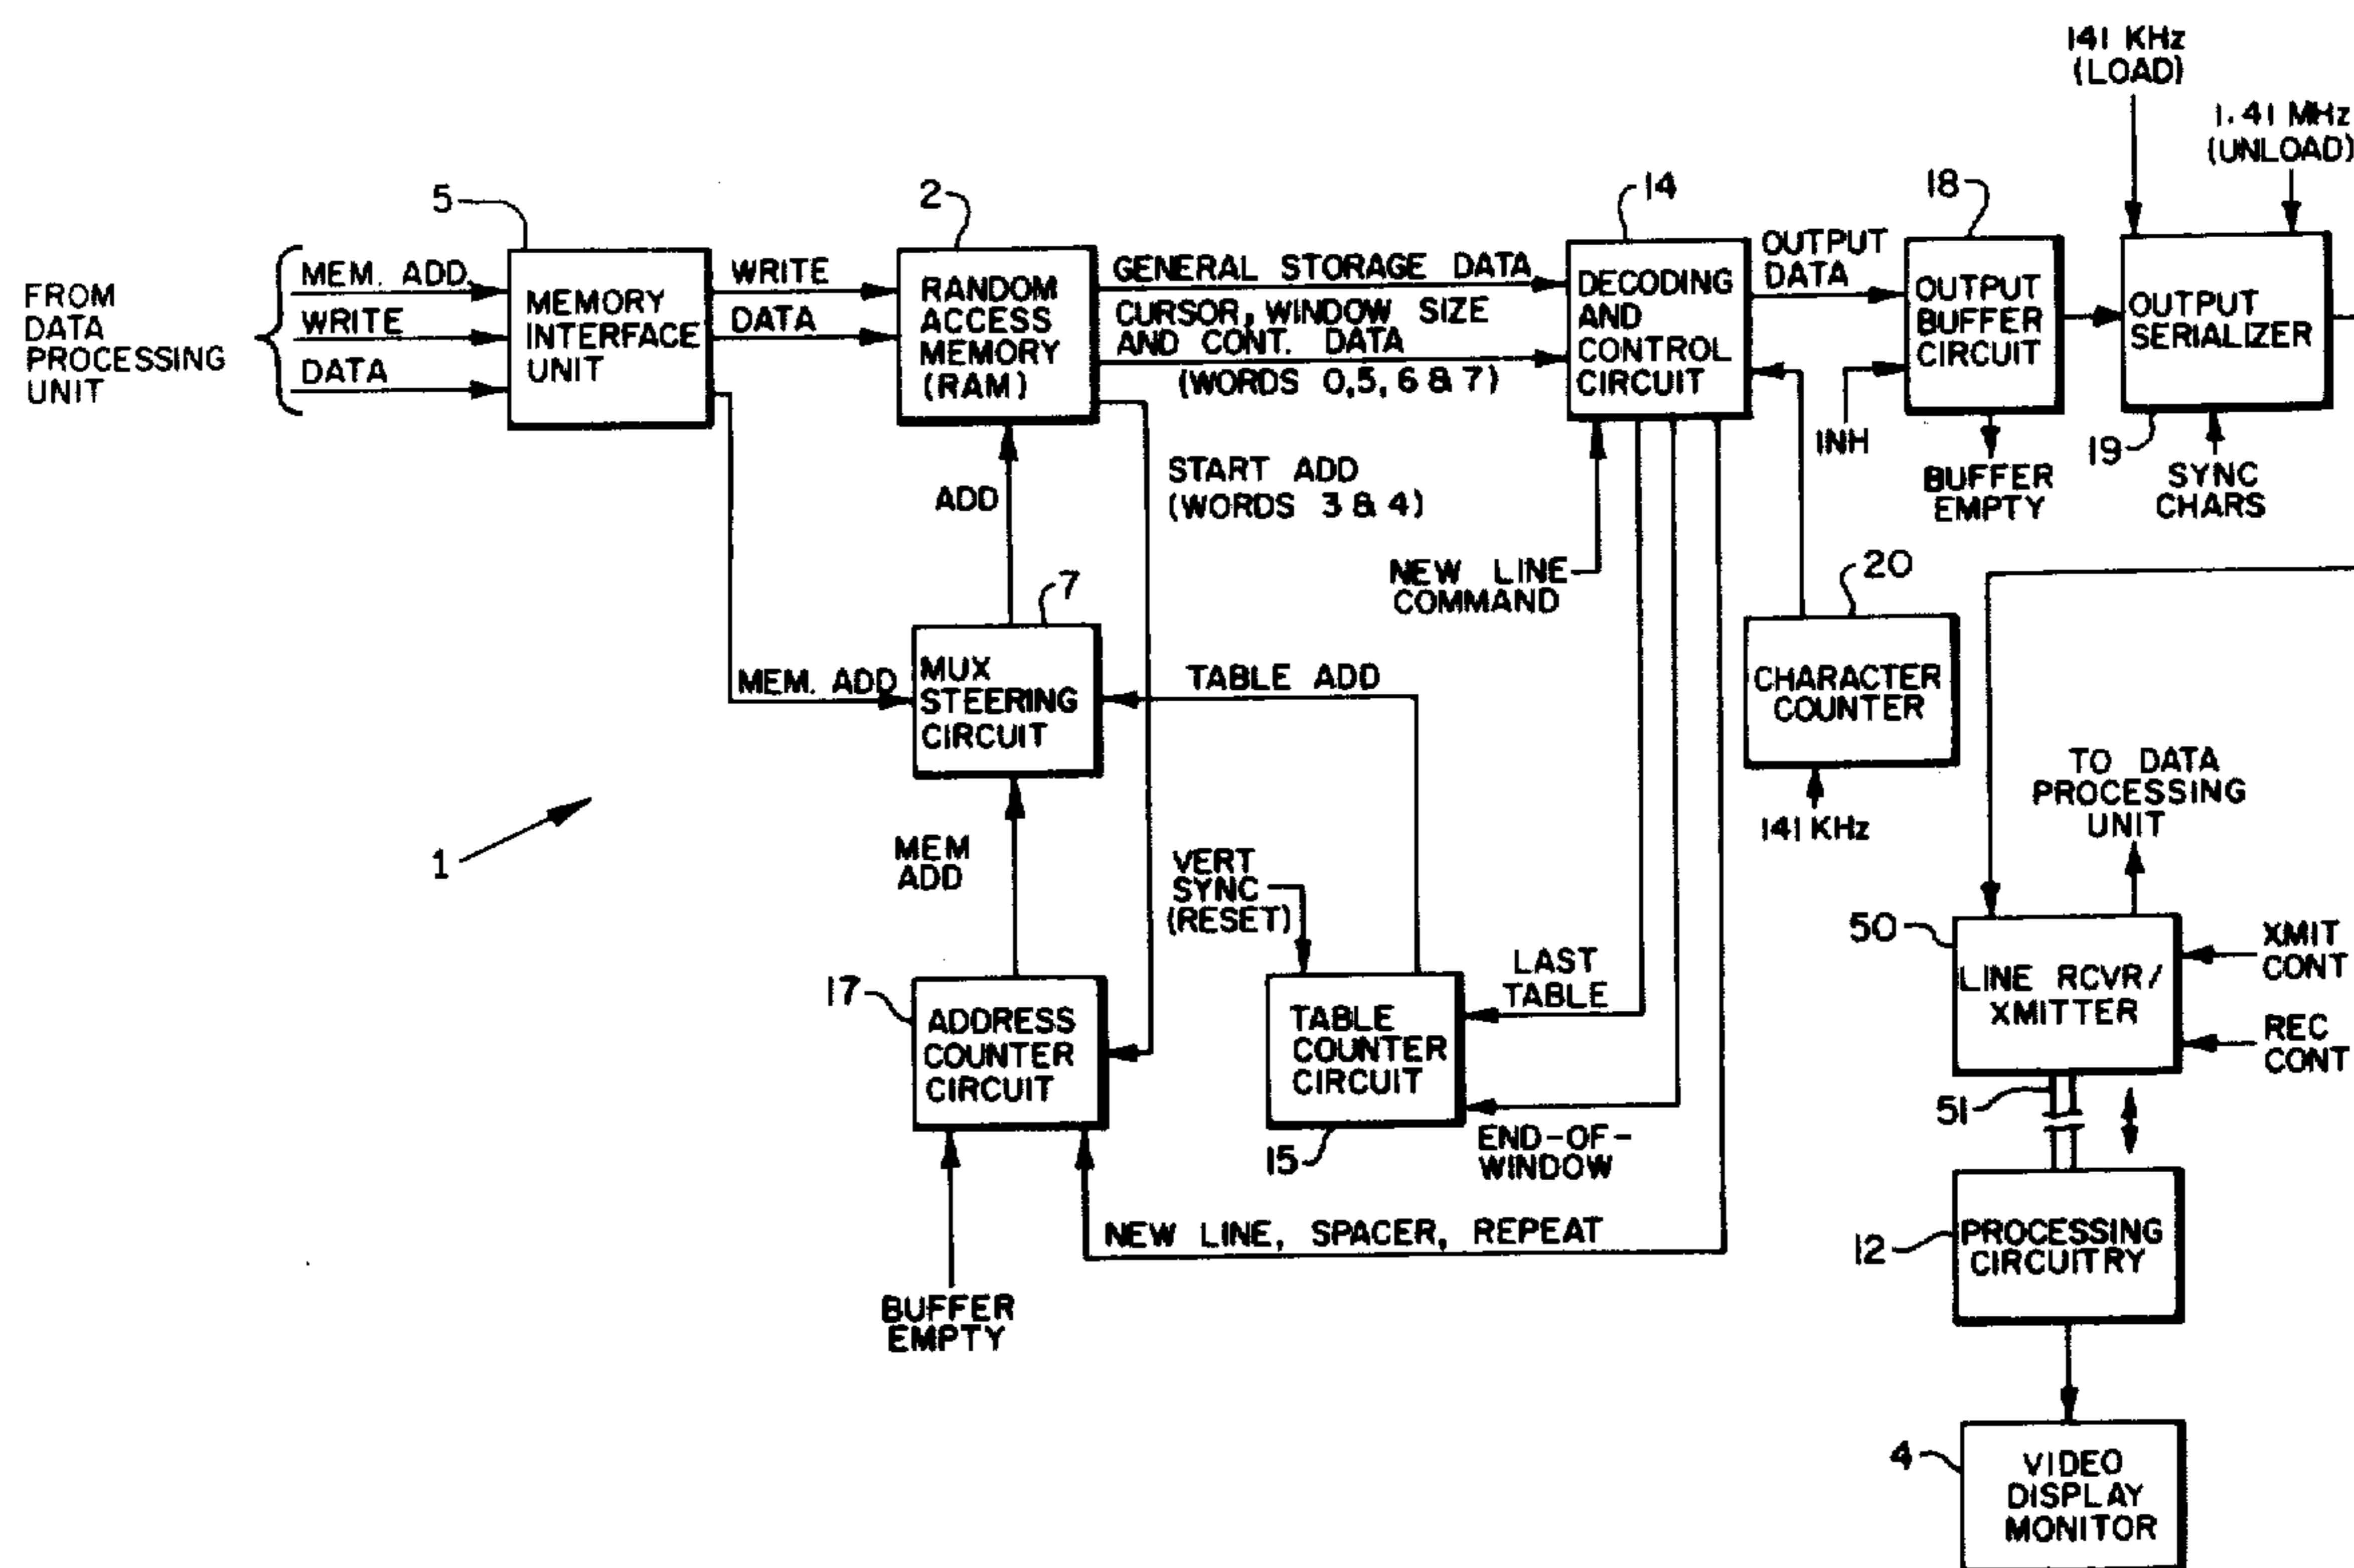 141 KHz
(LOAD)
1.41 MHz
(UNLOAD)
5
2
14
18
FROM
DATA
PROCESSING
UNIT
MEM. ADD.
WRITE
DATA
MEMORY
INTERFACE
UNIT
WRITE
DATA
RANDOM
ACCESS
MEMORY
(RAM)
GENERAL STORAGE DATA
CURSOR, WINDOW SIZE
AND CONT. DATA
(WORDS 0,5, 6 & 7)
DECODING
AND
CONTROL
CIRCUIT
OUTPUT
DATA
OUTPUT
BUFFER
CIRCUIT
OUTPUT
SERIALIZER
INH
BUFFER
EMPTY
19
SYNC
CHARS
ADD
START ADD
(WORDS 3 & 4)
NEW LINE
COMMAND
20
CHARACTER
COUNTER
141 KHz
7
MEM. ADD
MUX
STEERING
CIRCUIT
TABLE ADD
TO DATA
PROCESSING
UNIT
1
MEM
ADD
VERT
SYNC
(RESET)
17
ADDRESS
COUNTER
CIRCUIT
TABLE
COUNTER
CIRCUIT
15
LAST
TABLE
END-OF-
WINDOW
50
LINE RCVR/
XMITTER
XMIT
CONT
REC
CONT
51
NEW LINE, SPACER, REPEAT
BUFFER
EMPTY
12
PROCESSING
CIRCUITRY
4
VIDEO
DISPLAY
MONITOR